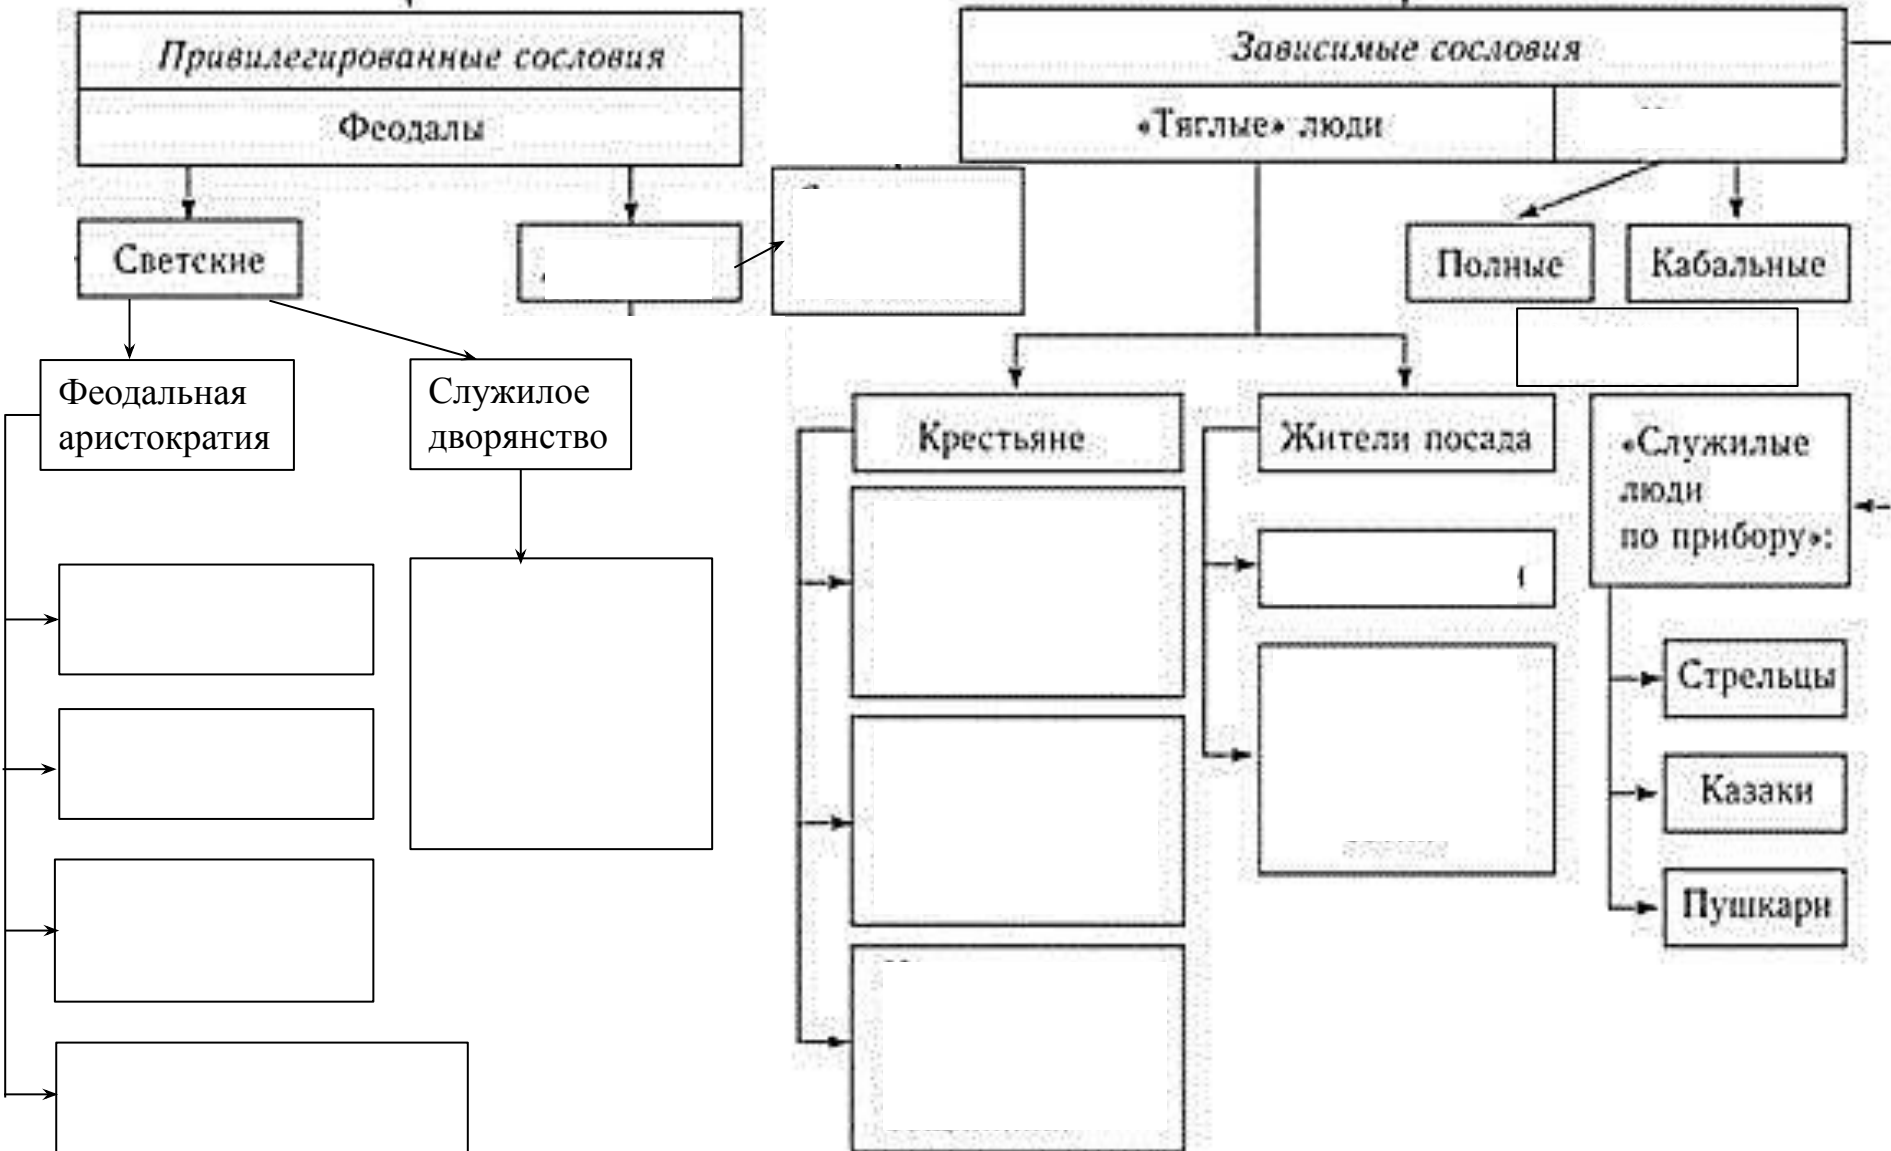 Привилегированные сословия
Феодалы
Светские
Феодальная
аристократия
Служилое
дворянство
Зависимые сословия
«Тяглые» люди
Полные
Кабальные
Крестьяне
Жители посада
«Служилые
люди
по прибору»:
Стрельцы
Казаки
Пушкари